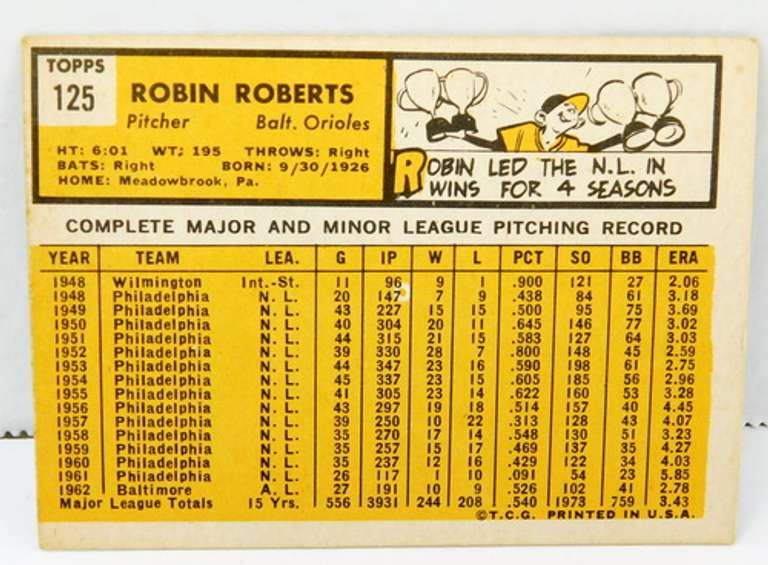 TOPPS
125
ROBIN ROBERTS
Pitcher Balt. Orioles
HT: 6:01 WT: 195 THROWS: Right
BATS: Right BORN: 9/30/1926
HOME: Meadowbrook, Pa.
ROBIN LED THE N.L. IN
WINS FOR 4 SEASONS
COMPLETE MAJOR AND MINOR LEAGUE PITCHING RECORD
YEAR TEAM LEA. G IP W L PCT SO BB ERA
1948 Wilmington Int.-St. 11 96 9 1 .900 121 27 2.06
1948 Philadelphia N.L. 20 147 7 9 .438 84 61 3.18
1949 Philadelphia N.L. 43 227 15 15 .500 95 75 3.69
1950 Philadelphia N.L. 40 304 20 11 .645 146 77 3.02
1951 Philadelphia N.L. 44 315 21 15 .583 127 64 3.03
1952 Philadelphia N.L. 39 330 28 7 .800 148 45 2.59
1953 Philadelphia N.L. 44 347 23 16 .590 198 61 2.75
1954 Philadelphia N.L. 45 337 23 15 .605 185 56 2.96
1955 Philadelphia N.L. 41 305 23 14 .622 160 53 3.28
1956 Philadelphia N.L. 43 297 19 18 .514 157 40 4.45
1957 Philadelphia N.L. 39 250 10 22 .313 128 43 4.07
1958 Philadelphia N.L. 35 270 17 14 .548 130 51 3.23
1959 Philadelphia N.L. 35 257 15 17 .469 137 35 4.27
1960 Philadelphia N.L. 35 237 12 16 .429 122 34 4.03
1961 Philadelphia N.L. 26 117 1 10 .091 54 23 5.85
1962 Baltimore A.L. 27 191 10 9 .526 102 41 2.78
Major League Totals 15 Yrs. 556 3931 244 208 .540 1973 759 3.43
©T.C.G. PRINTED IN U.S.A.